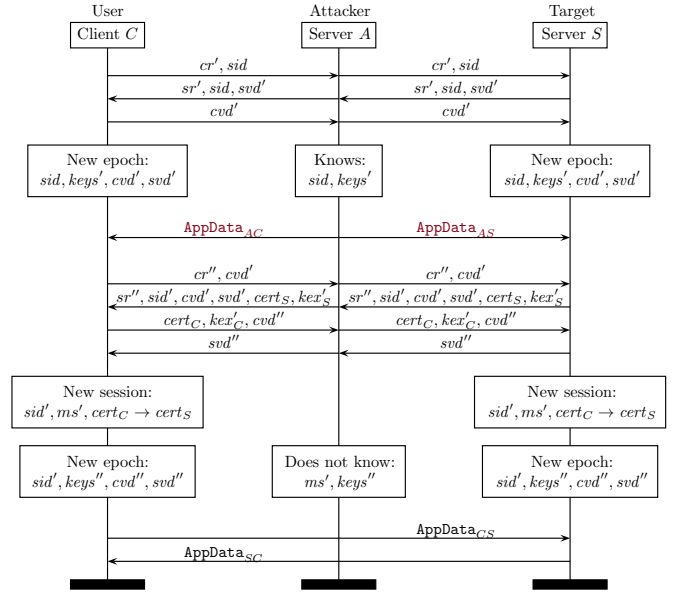 User Attacker Target
Client C Server A Server S
cr′, sid cr′, sid
sr′, sid, svd′ sr′, sid, svd′
cvd′ cvd′
New epoch: Knows: New epoch:
sid, keys′, cvd′, svd′ sid, keys′ sid, keys′, cvd′, svd′
AppData_AC AppData_AS
cr″, cvd′ cr″, cvd′
sr″, sid′, cvd′, svd′, cert_S, kex′_S sr″, sid′, cvd′, svd′, cert_S, kex′_S
cert_C, kex′_C, cvd″ cert_C, kex′_C, cvd″
svd″ svd″
New session: New session:
sid′, ms′, cert_C → cert_S sid′, ms′, cert_C → cert_S
New epoch: Does not know: New epoch:
sid′, keys″, cvd″, svd″ ms′, keys″ sid′, keys″, cvd″, svd″
AppData_CS
AppData_SC